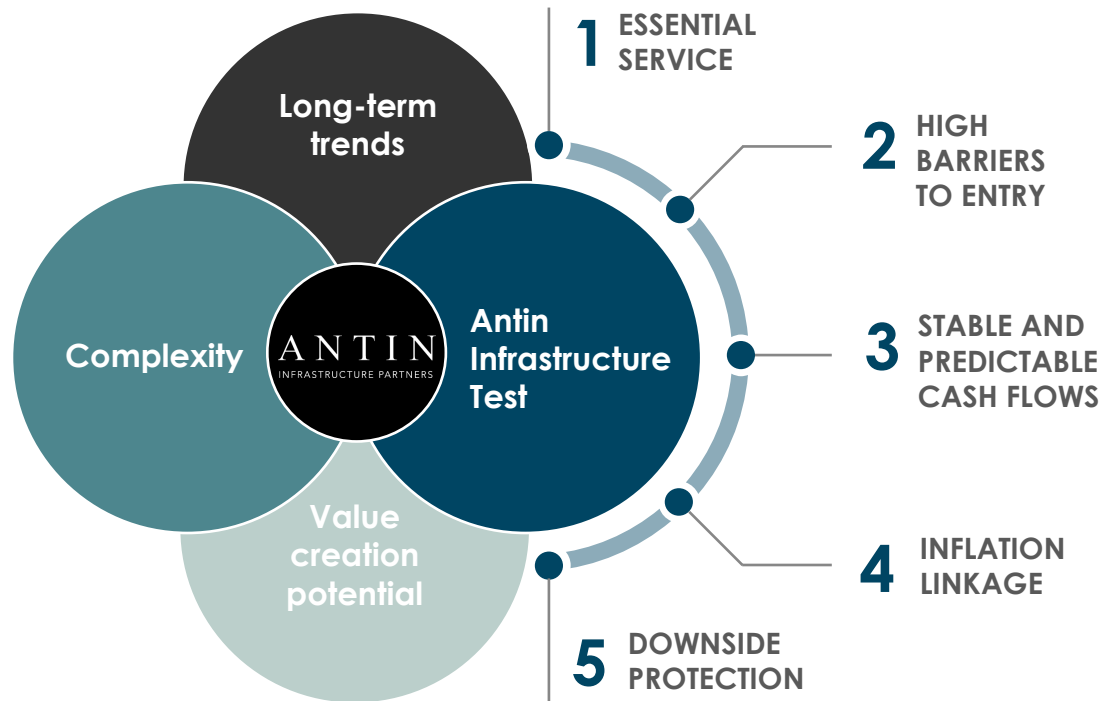 Long-term
trends
Complexity
ANTIN
INFRASTRUCTURE PARTNERS
Antin
Infrastructure
Test
Value
creation
potential
1 ESSENTIAL
SERVICE
2 HIGH
BARRIERS
TO ENTRY
3 STABLE AND
PREDICTABLE
CASH FLOWS
4 INFLATION
LINKAGE
5 DOWNSIDE
PROTECTION